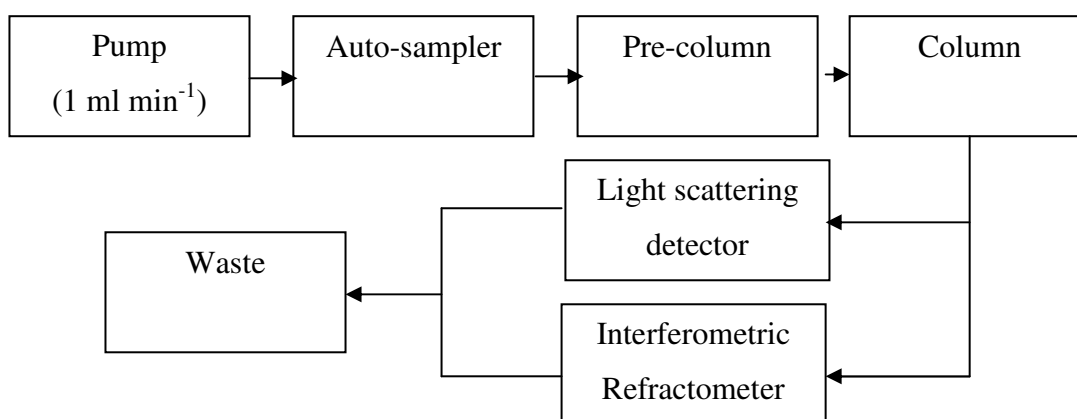 Pump
(1 ml min⁻¹)
Auto-sampler
Pre-column
Column
Light scattering
detector
Waste
Interferometric
Refractometer